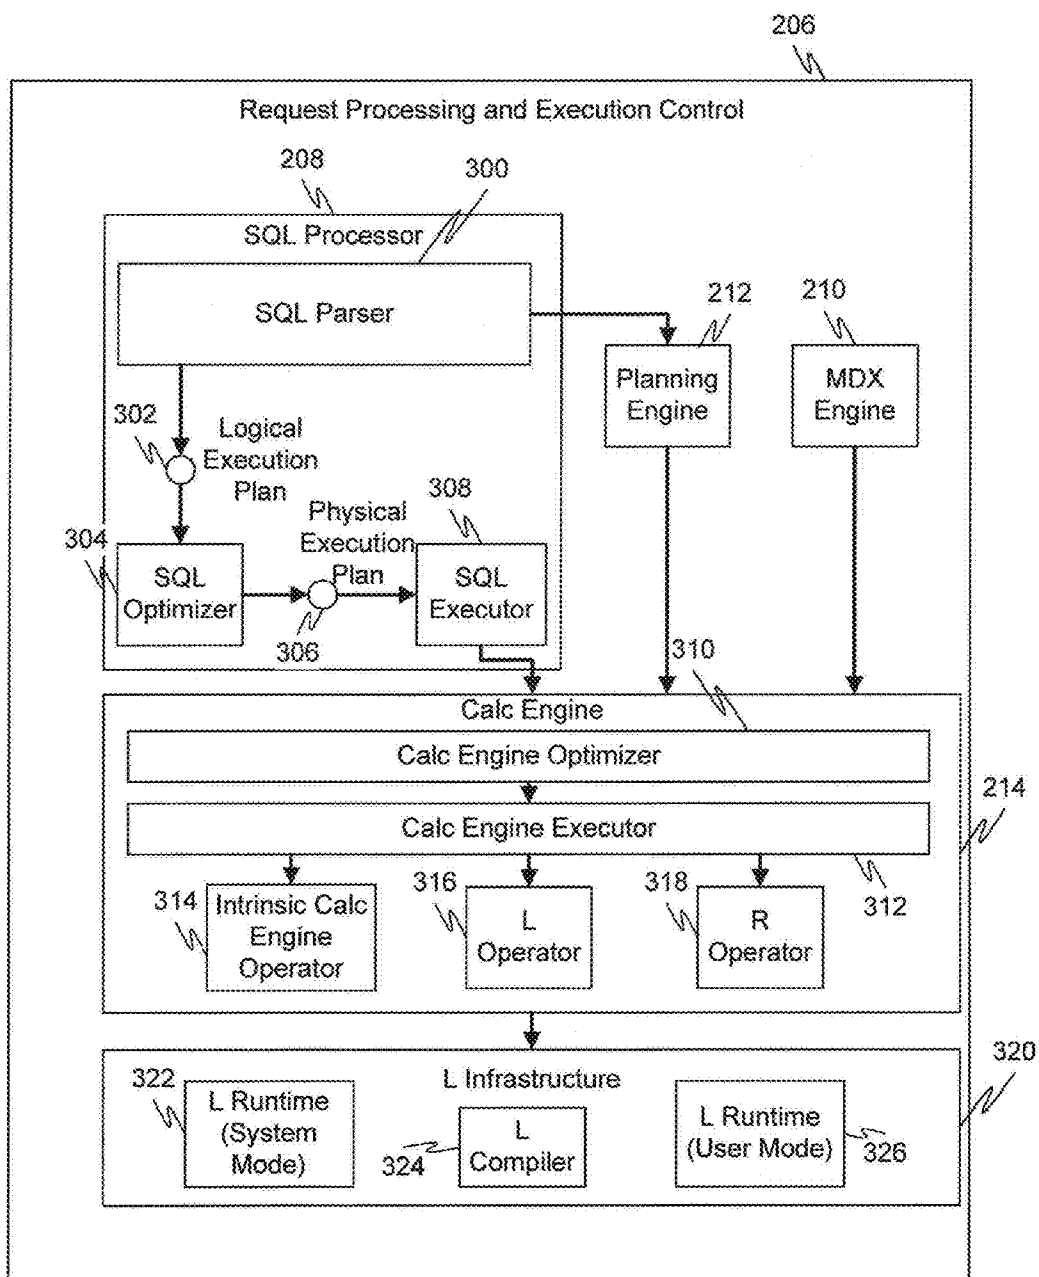 206
Request Processing and Execution Control
208
300
SQL Processor
SQL Parser
212
210
Planning
Engine
MDX
Engine
302
Logical
Execution
Plan
308
304
Physical
Execution
Plan
SQL
Optimizer
SQL
Executor
306
310
Calc Engine
Calc Engine Optimizer
214
Calc Engine Executor
314
316
318
312
Intrinsic Calc
Engine
Operator
L
Operator
R
Operator
320
322
L Infrastructure
L Runtime
(System
Mode)
324
L
Compiler
L Runtime
(User Mode)
326